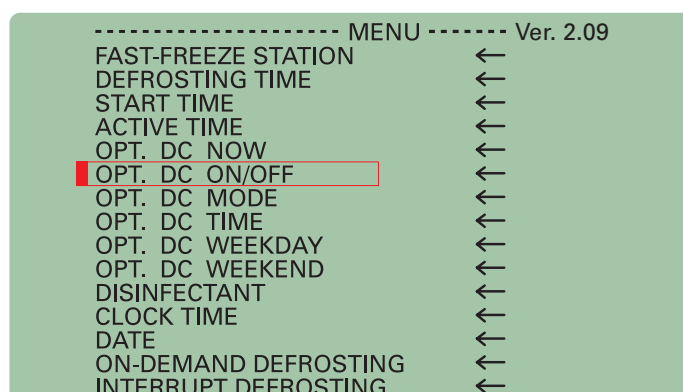 --------------------- MENU ------- Ver. 2.09
FAST-FREEZE STATION ←
DEFROSTING TIME ←
START TIME ←
ACTIVE TIME ←
OPT. DC NOW ←
OPT. DC ON/OFF ←
OPT. DC MODE ←
OPT. DC TIME ←
OPT. DC WEEKDAY ←
OPT. DC WEEKEND ←
DISINFECTANT ←
CLOCK TIME ←
DATE ←
ON-DEMAND DEFROSTING ←
INTERRUPT DEFROSTING ←